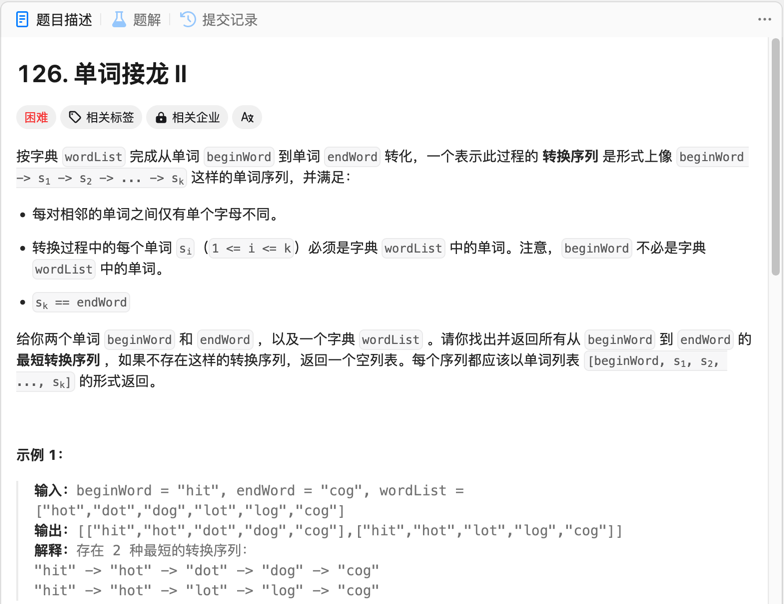 题目描述 题解 提交记录
126. 单词接龙 II
困难 相关标签 相关企业 Aあ
按字典 wordList 完成从单词 beginWord 到单词 endWord 转化，一个表示此过程的 转换序列 是形式上像 beginWord
-> s1 -> s2 -> ... -> sk 这样的单词序列，并满足：
• 每对相邻的单词之间仅有单个字母不同。
• 转换过程中的每个单词 si（1 <= i <= k）必须是字典 wordList 中的单词。注意，beginWord 不必是字典
wordList 中的单词。
• sk == endWord
给你两个单词 beginWord 和 endWord ，以及一个字典 wordList 。请你找出并返回所有从 beginWord 到 endWord 的
最短转换序列 ，如果不存在这样的转换序列，返回一个空列表。每个序列都应该以单词列表 [beginWord, s1, s2,
..., sk] 的形式返回。
示例 1：
输入：beginWord = "hit", endWord = "cog", wordList =
["hot","dot","dog","lot","log","cog"]
输出：[["hit","hot","dot","dog","cog"],["hit","hot","lot","log","cog"]]
解释：存在 2 种最短的转换序列：
"hit" -> "hot" -> "dot" -> "dog" -> "cog"
"hit" -> "hot" -> "lot" -> "log" -> "cog"